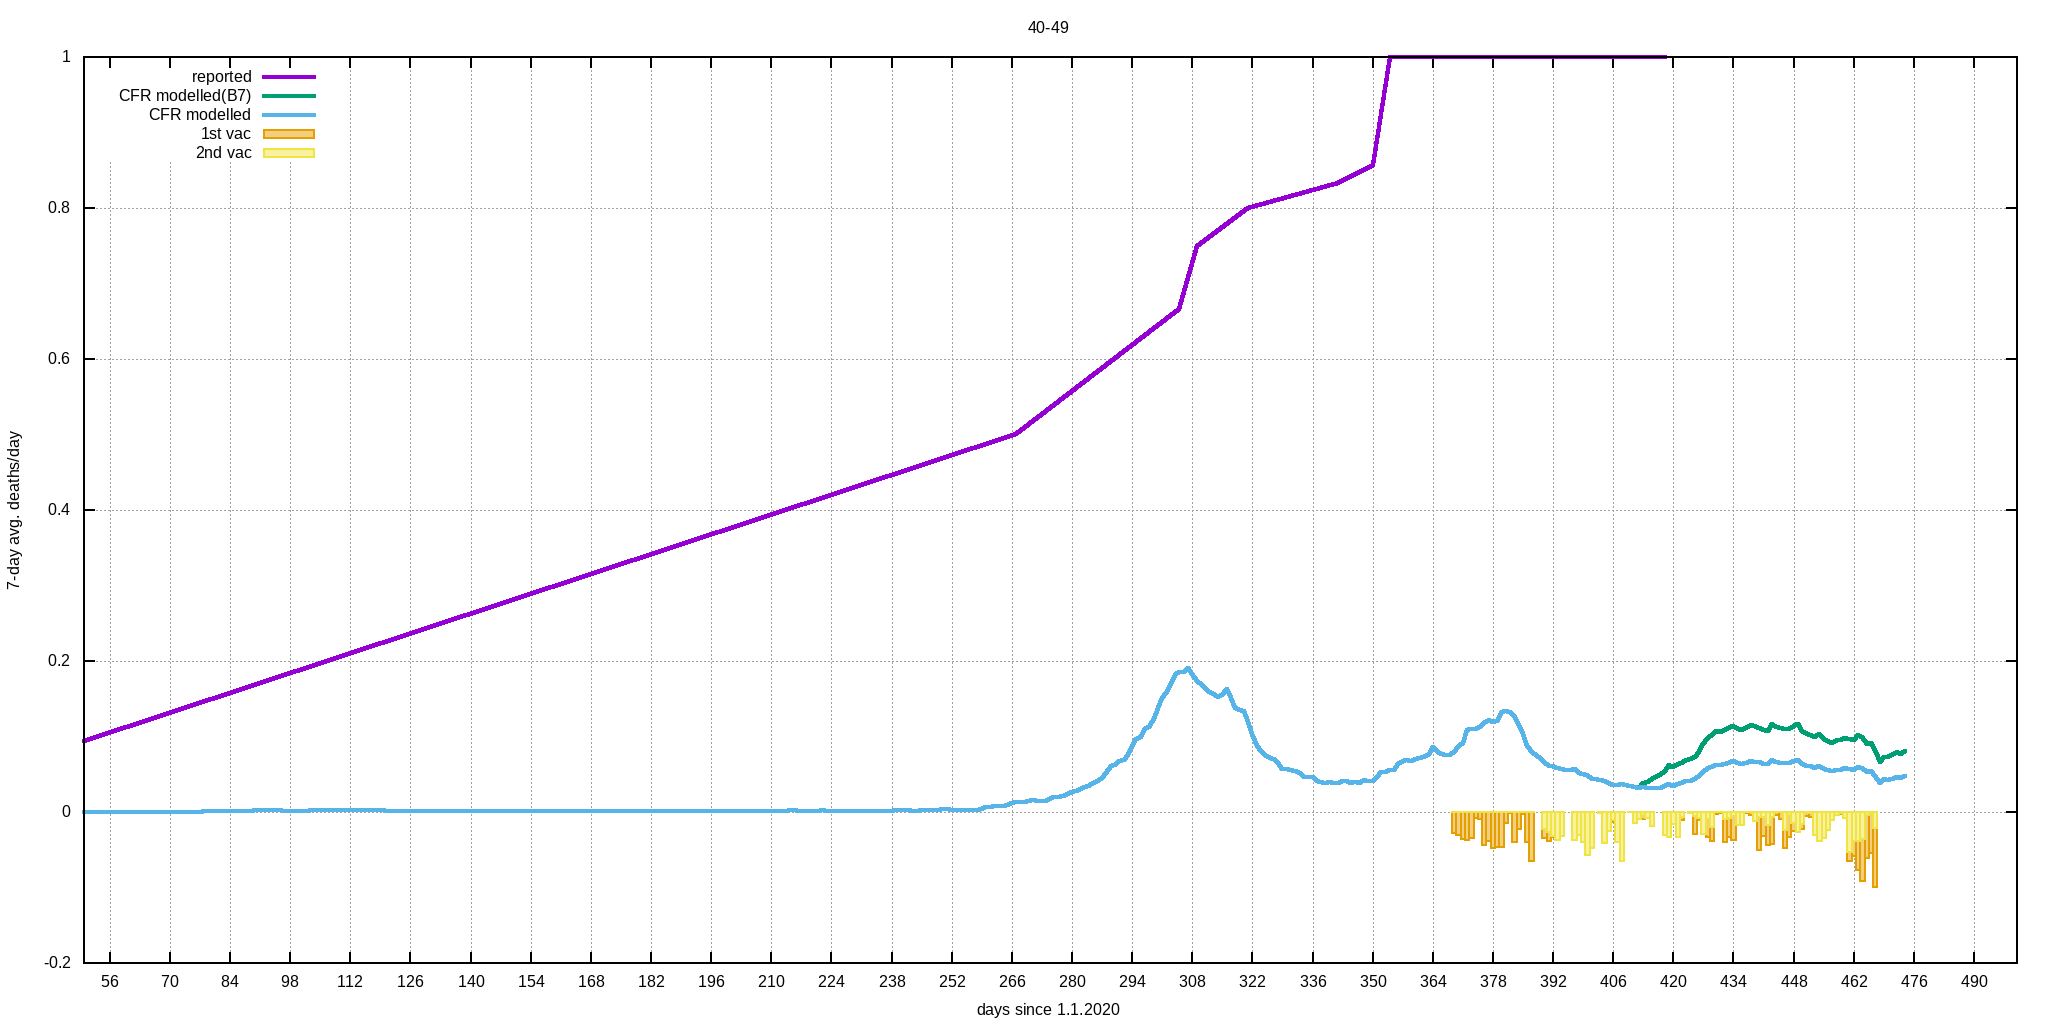 40-49
1
reported
CFR modelled(B7)
CFR modelled
1st vac
2nd vac
0.8
0.6
0.4
0.2
0
-0.2
7-day avg. deaths/day
56 70 84 98 112 126 140 154 168 182 196 210 224 238 252 266 280 294 308 322 336 350 364 378 392 406 420 434 448 462 476 490
days since 1.1.2020